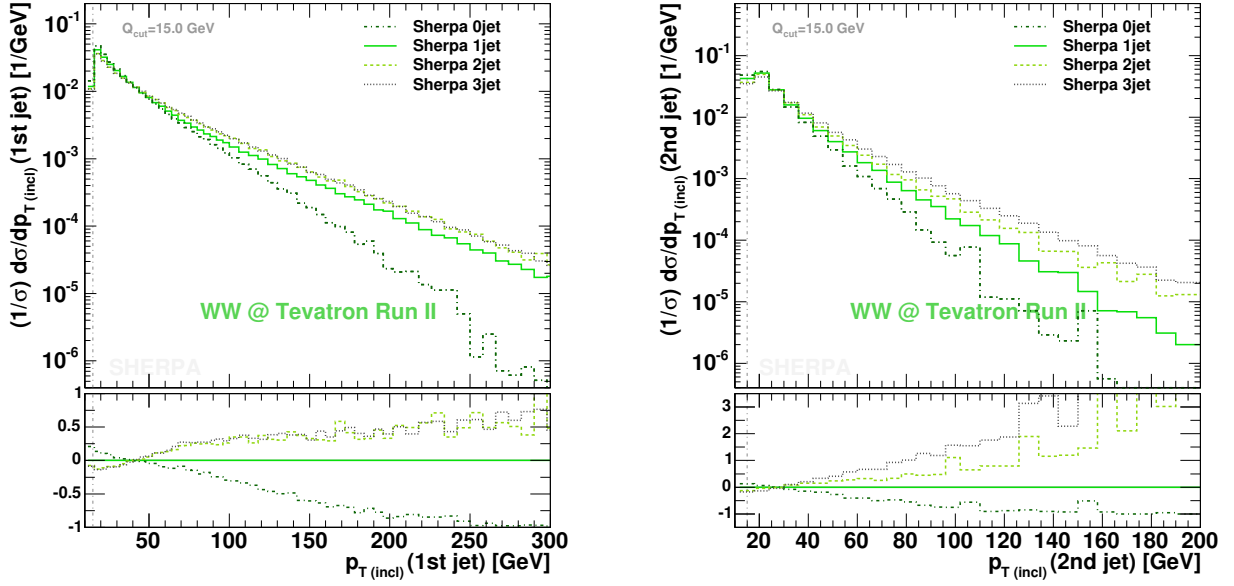 (1/σ) dσ/dp_T (incl) (1st jet) [1/GeV]
10^-1
10^-2
10^-3
10^-4
10^-5
10^-6
Q_cut=15.0 GeV
Sherpa 0jet
Sherpa 1jet
Sherpa 2jet
Sherpa 3jet
WW @ Tevatron Run II
SHERPA
1
0.5
0
-0.5
-1
50 100 150 200 250 300
p_T (incl) (1st jet) [GeV]
(1/σ) dσ/dp_T (incl) (2nd jet) [1/GeV]
10^-1
10^-2
10^-3
10^-4
10^-5
10^-6
Q_cut=15.0 GeV
Sherpa 0jet
Sherpa 1jet
Sherpa 2jet
Sherpa 3jet
WW @ Tevatron Run II
SHERPA
3
2
1
0
-1
20 40 60 80 100 120 140 160 180 200
p_T (incl) (2nd jet) [GeV]